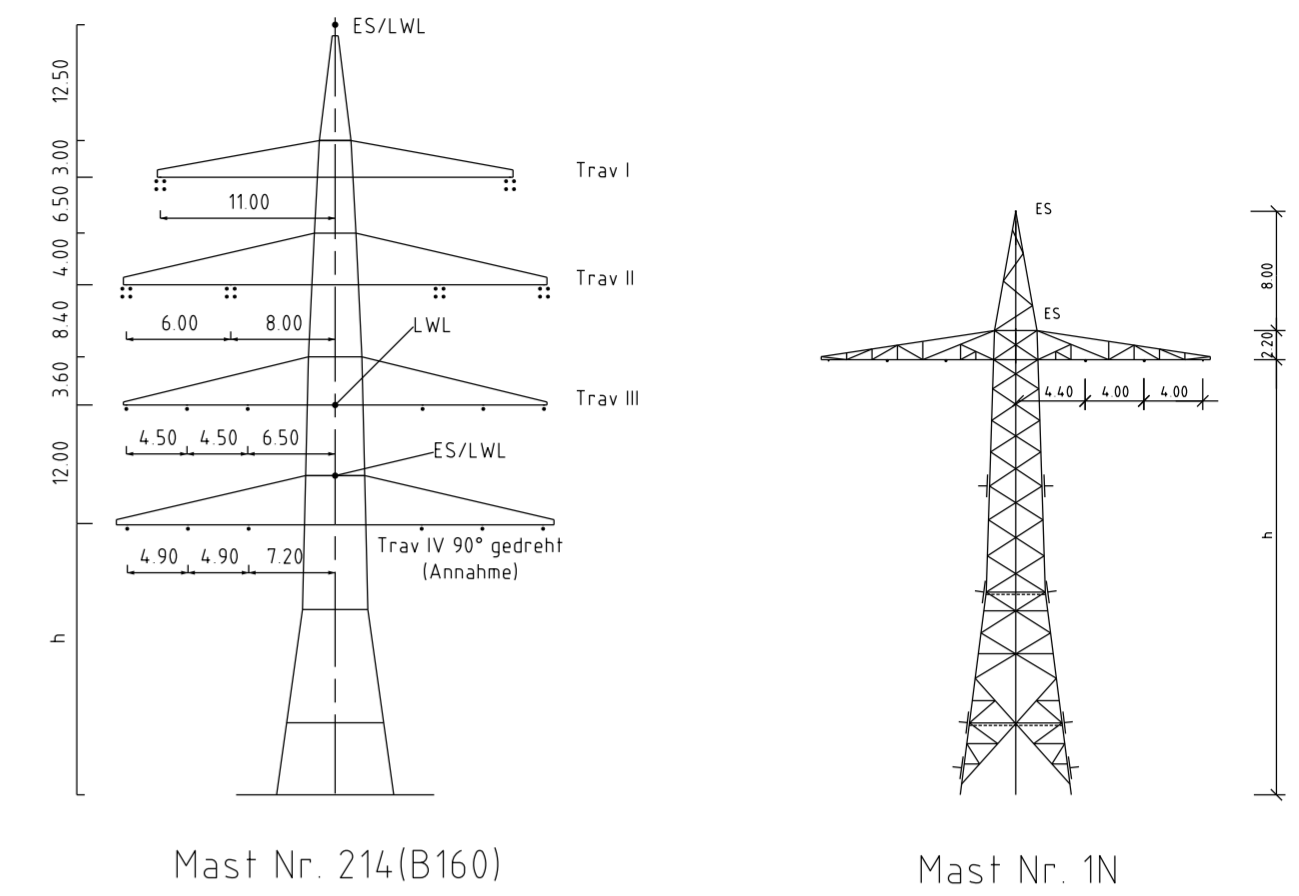 ES/LWL
12.50
3.00
Trav I
6.50
11.00
4.00
Trav II
8.40
6.00 8.00
LWL
3.60
Trav III
4.50 4.50 6.50
12.00
ES/LWL
Trav IV 90° gedreht
(Annahme)
4.90 4.90 7.20
h
Mast Nr. 214(B160)
ES
8.00
ES
2.20
4.40 4.00 4.00
h
Mast Nr. 1N